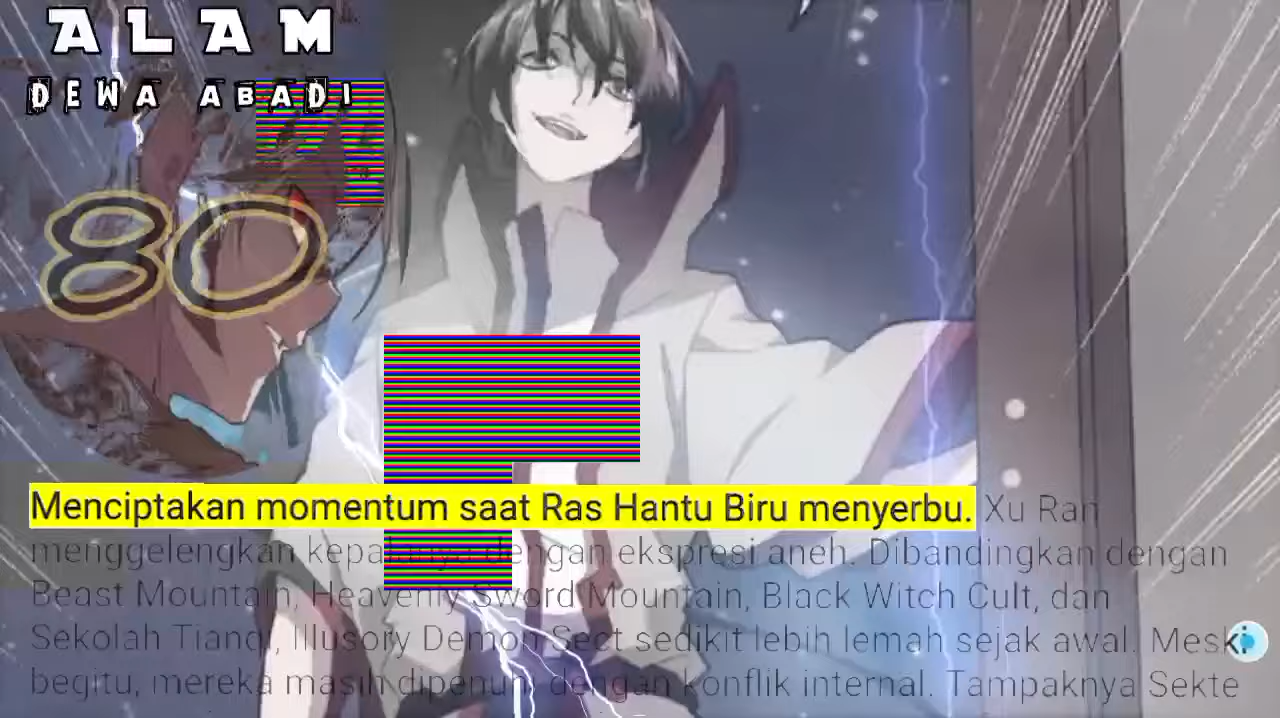 ALAM
DEWA ABADI
80
Menciptakan momentum saat Ras Hantu Biru menyerbu. Xu Ran
menggelengkan kepalanya dengan ekspresi aneh. Dibandingkan dengan
Beast Mountain, Heavenly Sword Mountain, Black Witch Cult, dan
Sekolah Tianqi, Illusory Demon Sect sedikit lebih lemah sejak awal. Meski
begitu, mereka masih dipenuhi dengan konflik internal. Tampaknya Sekte